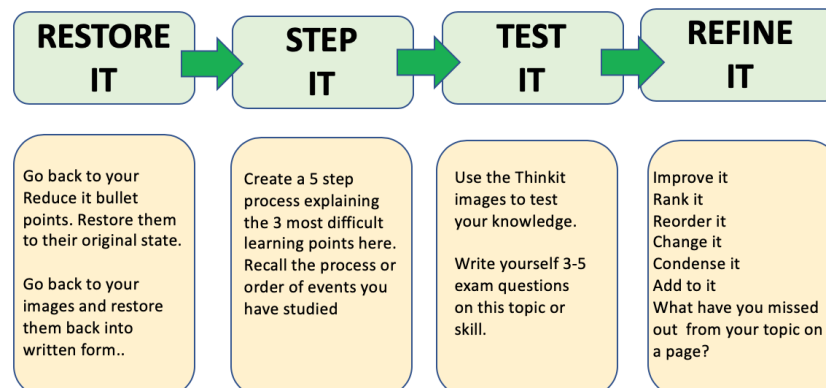 RESTORE
IT
STEP
IT
TEST
IT
REFINE
IT
Go back to your
Reduce it bullet
points. Restore them
to their original state.
Go back to your
images and restore
them back into
written form..
Create a 5 step
process explaining
the 3 most difficult
learning points here.
Recall the process or
order of events you
have studied
Use the Thinkit
images to test
your knowledge.
Write yourself 3-5
exam questions
on this topic or
skill.
Improve it
Rank it
Reorder it
Change it
Condense it
Add to it
What have you missed
out  from your topic on
a page?